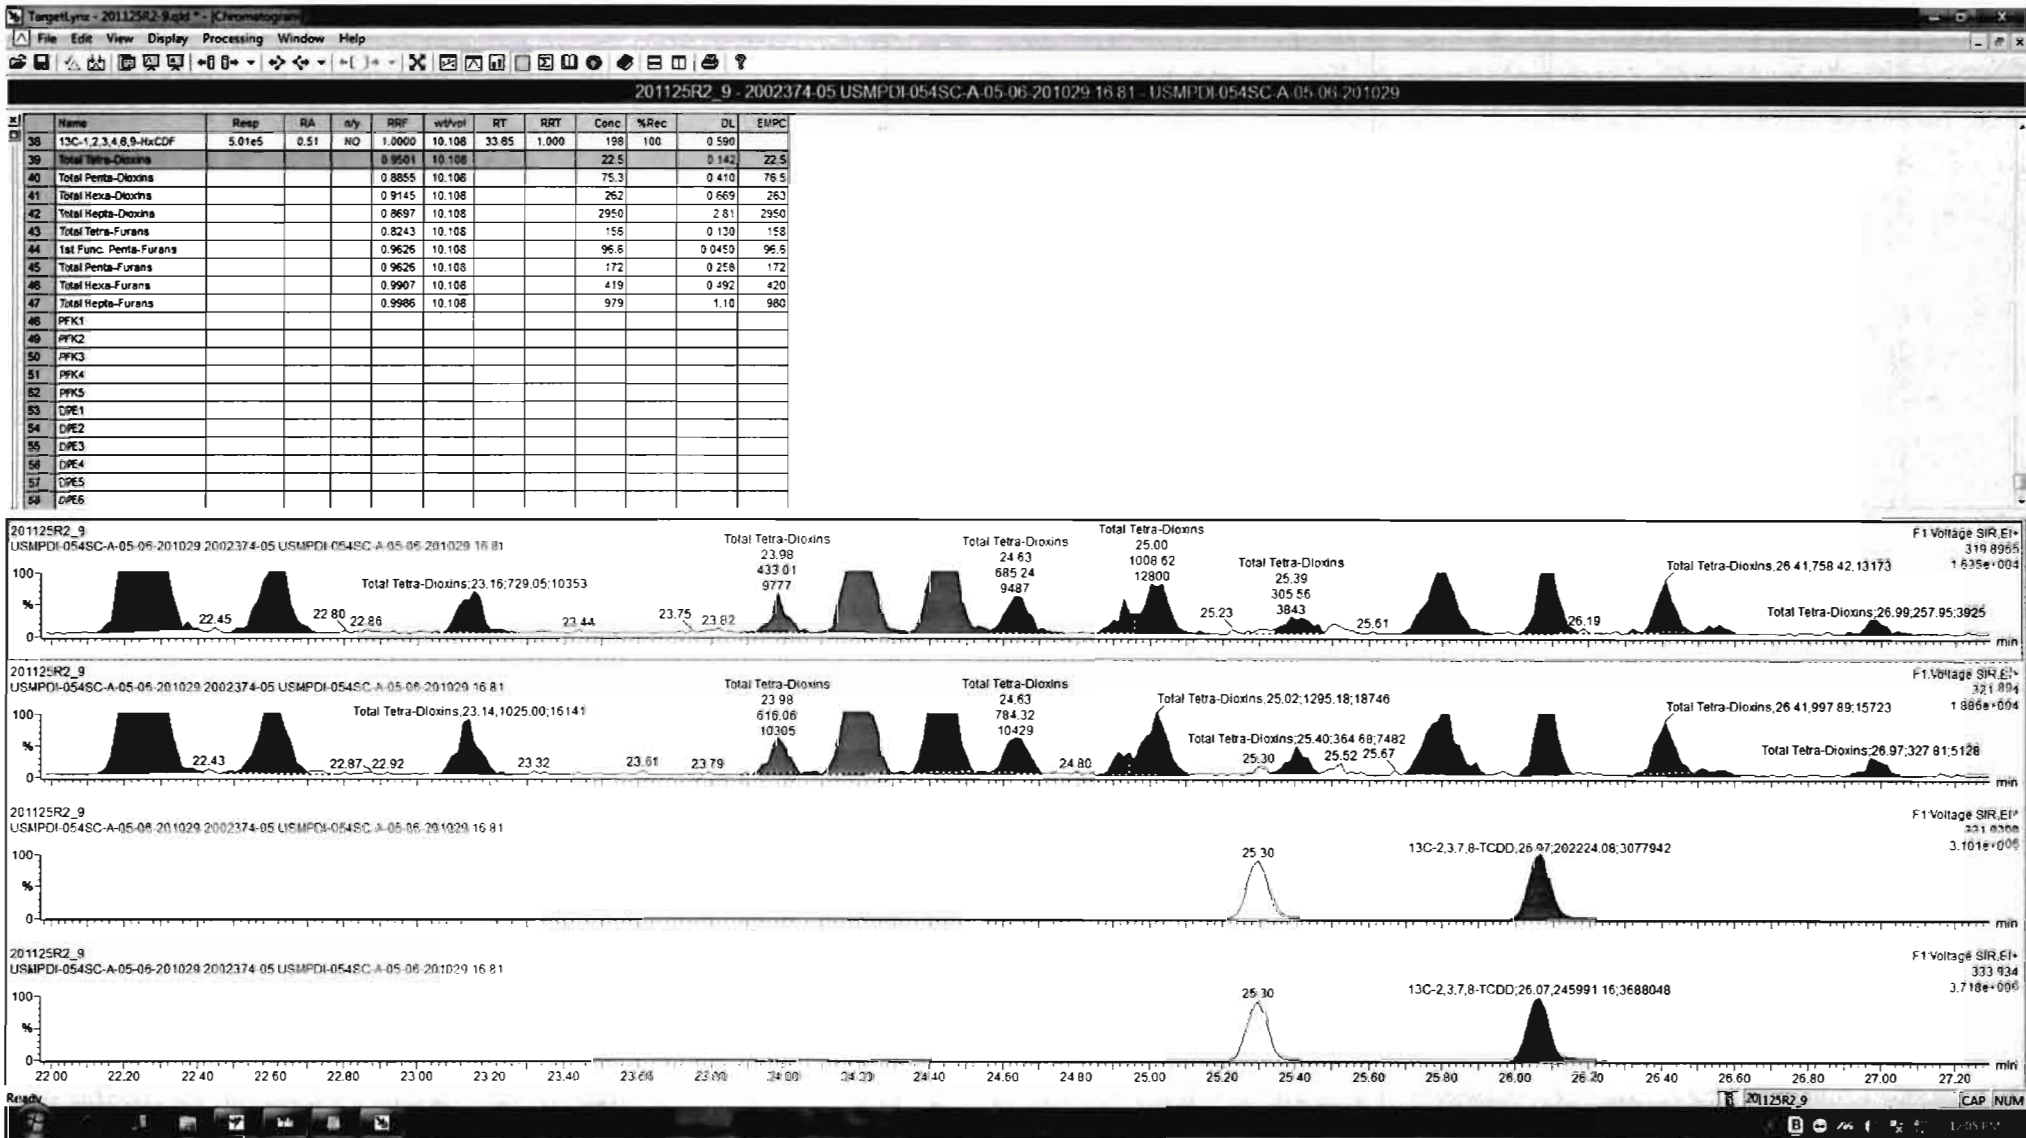 TargetLynx - 201125R2-9.qld * - [Chromatogram]
File Edit View Display Processing Window Help
201125R2_9 - 2002374-05 USMPDI-054SC-A-05-06-201029 16.81 - USMPDI-054SC-A-05-06-201029
Name Resp RA n/y RRF wt/vol RT RRT Conc %Rec DL EMPC
38 13C-1,2,3,4,6,9-HxCDF 5.01e5 0.51 NO 1.0000 10.108 33.65 1.000 198 100 0.590
39 Total Tetra-Dioxins 0.9501 10.108 22.5 0.142 22.5
40 Total Penta-Dioxins 0.8855 10.108 75.3 0.410 76.5
41 Total Hexa-Dioxins 0.9145 10.108 262 0.669 263
42 Total Hepta-Dioxins 0.8697 10.108 2950 2.81 2950
43 Total Tetra-Furans 0.8243 10.108 156 0.130 158
44 1st Func. Penta-Furans 0.9626 10.108 96.6 0.0450 96.6
45 Total Penta-Furans 0.9626 10.108 172 0.258 172
46 Total Hexa-Furans 0.9907 10.108 419 0.492 420
47 Total Hepta-Furans 0.9986 10.108 979 1.10 980
48 PFK1
49 PFK2
50 PFK3
51 PFK4
52 PFK5
53 DPE1
54 DPE2
55 DPE3
56 DPE4
57 DPE5
58 DPE6
201125R2_9
USMPDI-054SC-A-05-06-201029 2002374-05 USMPDI-054SC-A-05-06-201029 16.81
F1:Voltage SIR,EI+
319.8965
1.635e+004
Total Tetra-Dioxins;23.16;729.05;10353
Total Tetra-Dioxins
23.98
433.01
9777
Total Tetra-Dioxins
24.63
685.24
9487
Total Tetra-Dioxins
25.00
1008.62
12800
Total Tetra-Dioxins
25.39
305.56
3843
Total Tetra-Dioxins;26.41;758.42;13173
Total Tetra-Dioxins;26.99;257.95;3925
22.45 22.80 22.86 23.44 23.75 23.82 25.23 25.61 26.19
100
%
0
min
201125R2_9
USMPDI-054SC-A-05-06-201029 2002374-05 USMPDI-054SC-A-05-06-201029 16.81
F1:Voltage SIR,EI+
321.894
1.886e+004
Total Tetra-Dioxins;23.14;1025.00;16141
Total Tetra-Dioxins
23.98
616.06
10305
Total Tetra-Dioxins
24.63
784.32
10429
Total Tetra-Dioxins;25.02;1295.18;18746
Total Tetra-Dioxins;25.40;364.68;7482
Total Tetra-Dioxins;26.41;997.89;15723
Total Tetra-Dioxins;26.97;327.81;5128
22.43 22.87 22.92 23.32 23.61 23.79 24.80 25.30 25.52 25.67
100
%
0
min
201125R2_9
USMPDI-054SC-A-05-06-201029 2002374-05 USMPDI-054SC-A-05-06-201029 16.81
F1:Voltage SIR,EI+
3.101e+006
25.30
13C-2,3,7,8-TCDD;26.07;202224.08;3077942
100
%
0
min
201125R2_9
USMPDI-054SC-A-05-06-201029 2002374-05 USMPDI-054SC-A-05-06-201029 16.81
F1:Voltage SIR,EI+
333.934
3.718e+006
25.30
13C-2,3,7,8-TCDD;26.07;245991.16;3688048
100
%
0
min
22.00 22.20 22.40 22.60 22.80 23.00 23.20 23.40 23.60 23.80 24.00 24.20 24.40 24.60 24.80 25.00 25.20 25.40 25.60 25.80 26.00 26.20 26.40 26.60 26.80 27.00 27.20
Ready
201125R2_9
CAP NUM
12:05 PM